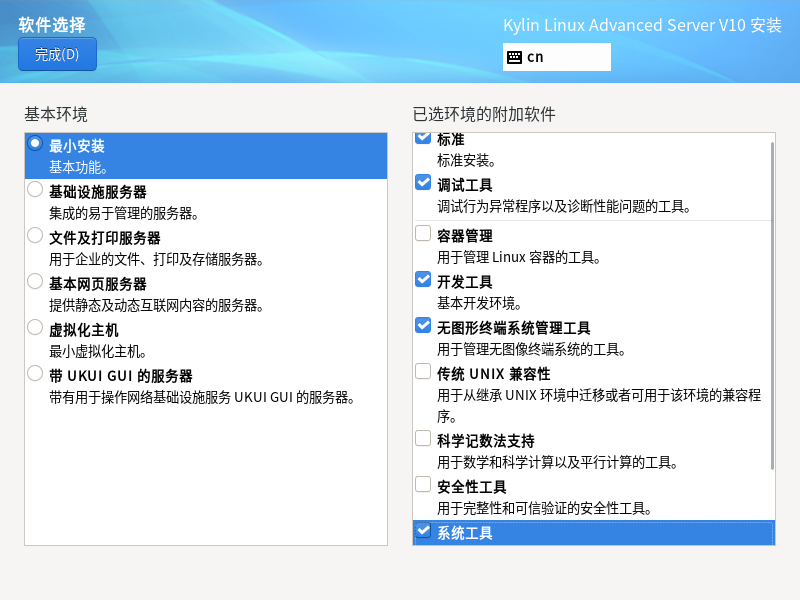 软件选择
Kylin Linux Advanced Server V10 安装
完成(D)
cn
基本环境
最小安装
基本功能。
基础设施服务器
集成的易于管理的服务器。
文件及打印服务器
用于企业的文件、打印及存储服务器。
基本网页服务器
提供静态及动态互联网内容的服务器。
虚拟化主机
最小虚拟化主机。
带 UKUI GUI 的服务器
带有用于操作网络基础设施服务 UKUI GUI 的服务器。
已选环境的附加软件
标准
标准安装。
调试工具
调试行为异常程序以及诊断性能问题的工具。
容器管理
用于管理 Linux 容器的工具。
开发工具
基本开发环境。
无图形终端系统管理工具
用于管理无图像终端系统的工具。
传统 UNIX 兼容性
用于从继承 UNIX 环境中迁移或者可用于该环境的兼容程
序。
科学记数法支持
用于数学和科学计算以及平行计算的工具。
安全性工具
用于完整性和可信验证的安全性工具。
系统工具